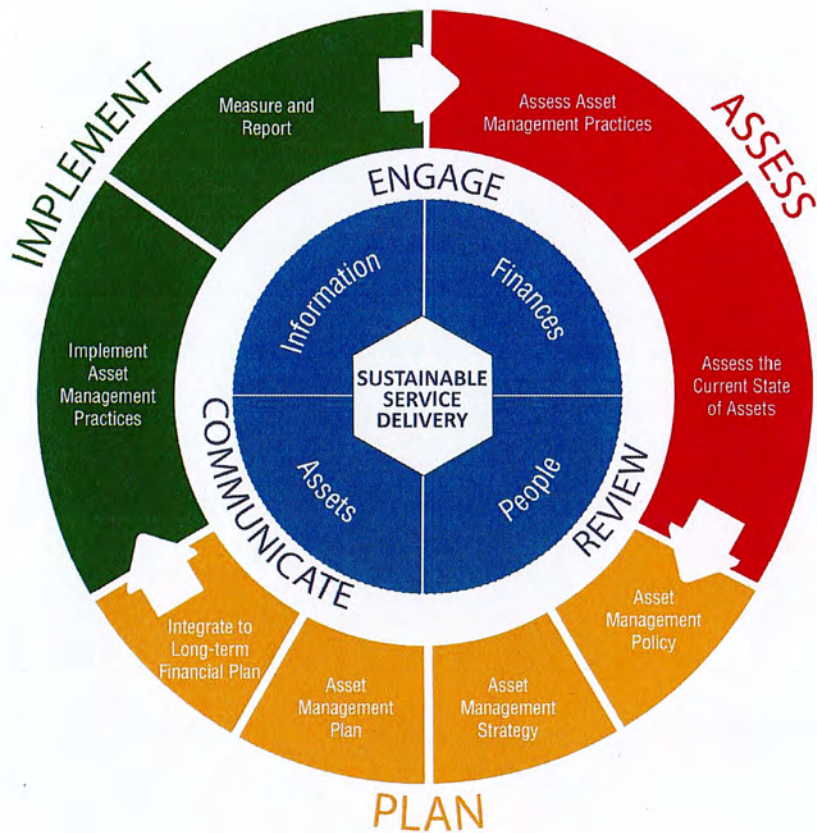 IMPLEMENT
ASSESS
PLAN
Measure and
Report
Assess Asset
Management Practices
Assess the
Current State
of Assets
Asset
Management
Policy
Asset
Management
Strategy
Asset
Management
Plan
Integrate to
Long-term
Financial Plan
Implement
Asset
Management
Practices
ENGAGE
REVIEW
COMMUNICATE
Information
Finances
People
Assets
SUSTAINABLE
SERVICE
DELIVERY